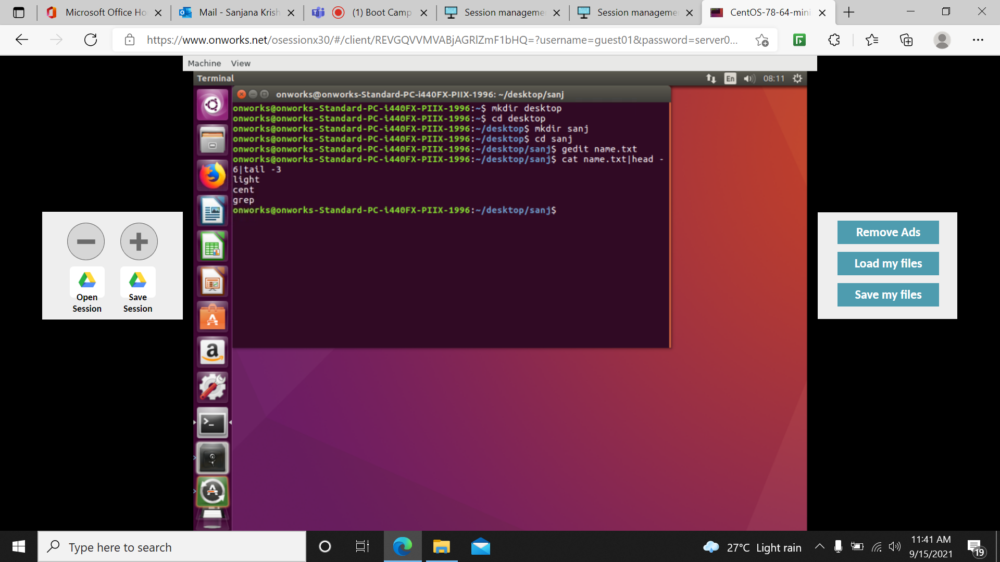 Microsoft Office Ho
Mail - Sanjana Krish
(1) Boot Camp
Session manageme
Session manageme
CentOS-78-64-mini
https://www.onworks.net/osessionx30/#/client/REVGQVVMVABjAGRlZmF1bHQ=?username=guest01&password=server0...
Machine View
Terminal
En
08:11
onworks@onworks-Standard-PC-i440FX-PIIX-1996: ~/desktop/sanj
onworks@onworks-Standard-PC-i440FX-PIIX-1996:~$ mkdir desktop
onworks@onworks-Standard-PC-i440FX-PIIX-1996:~$ cd desktop
onworks@onworks-Standard-PC-i440FX-PIIX-1996:~/desktop$ mkdir sanj
onworks@onworks-Standard-PC-i440FX-PIIX-1996:~/desktop$ cd sanj
onworks@onworks-Standard-PC-i440FX-PIIX-1996:~/desktop/sanj$ gedit name.txt
onworks@onworks-Standard-PC-i440FX-PIIX-1996:~/desktop/sanj$ cat name.txt|head -
6|tail -3
light
cent
grep
onworks@onworks-Standard-PC-i440FX-PIIX-1996:~/desktop/sanj$
Open
Session
Save
Session
Remove Ads
Load my files
Save my files
Type here to search
27°C Light rain
11:41 AM
9/15/2021
19